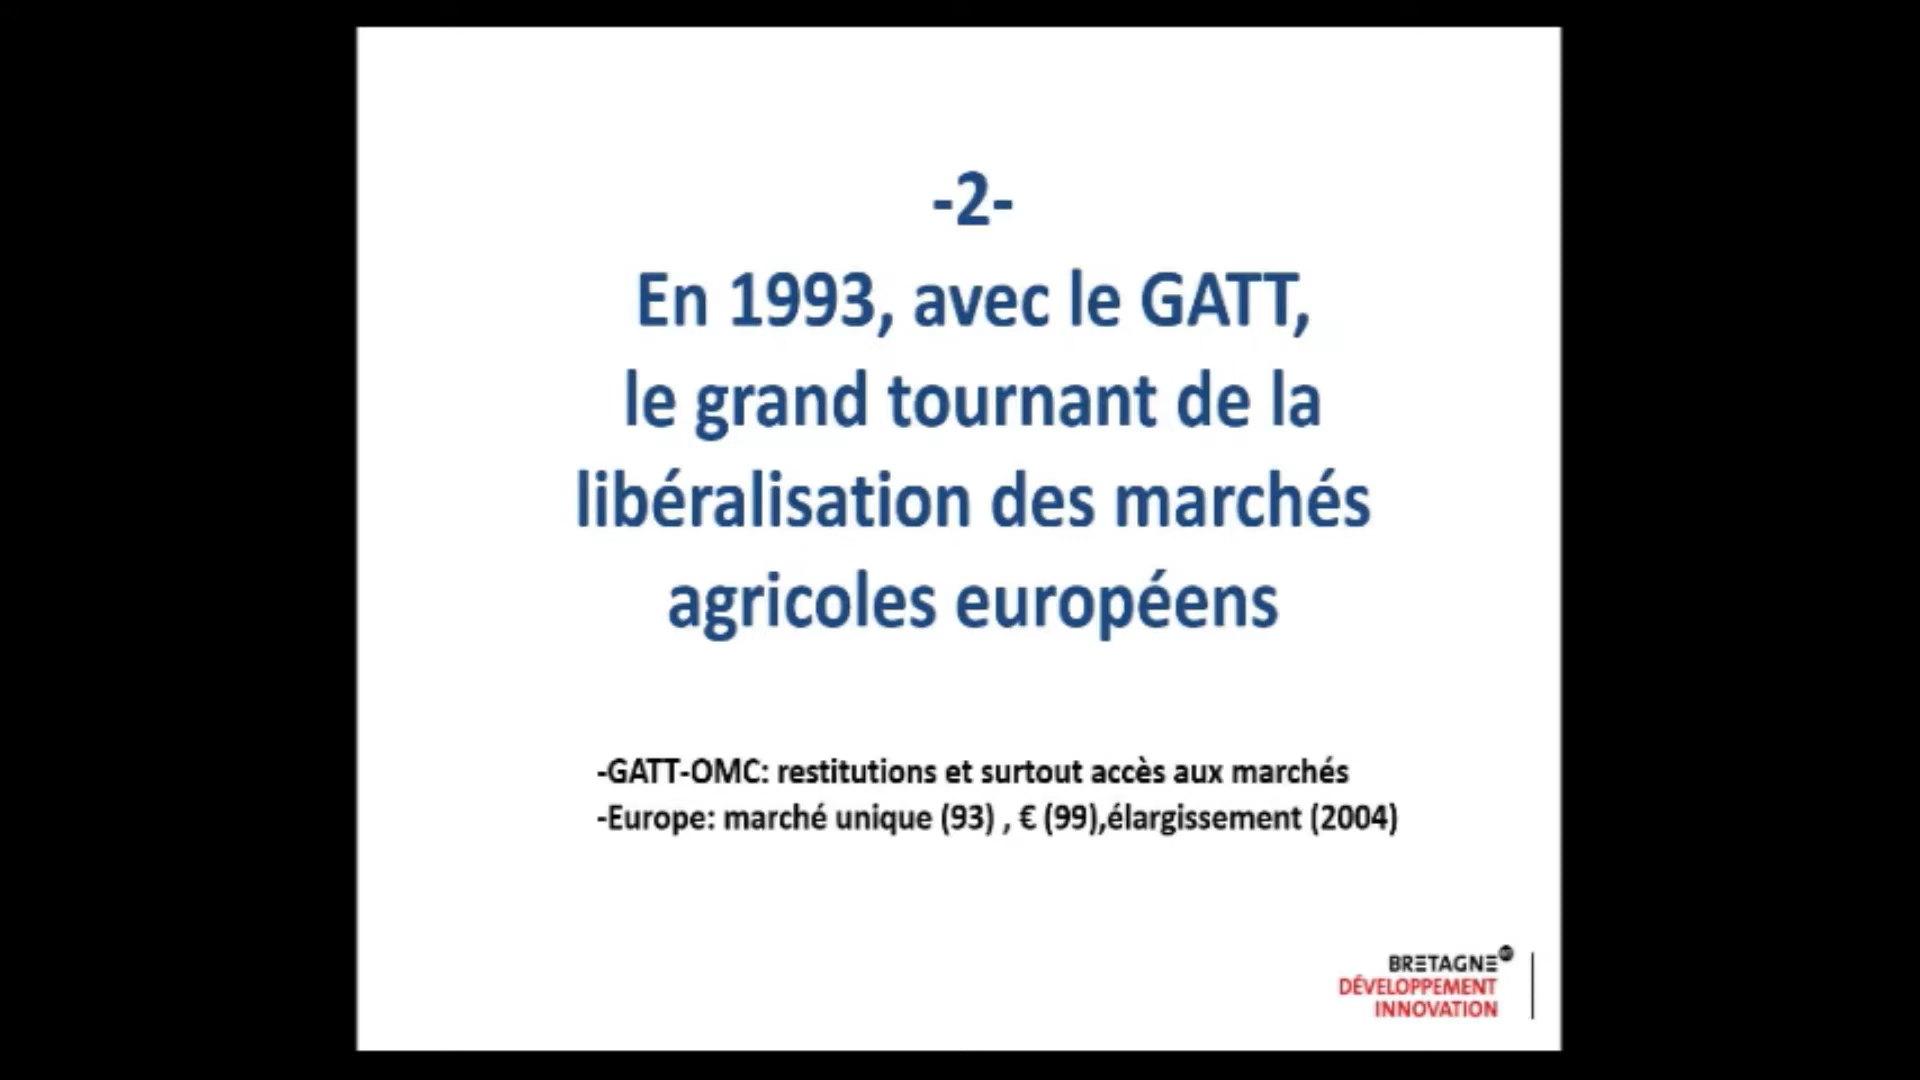 -2-
En 1993, avec le GATT,
le grand tournant de la
libéralisation des marchés
agricoles européens
-GATT-OMC: restitutions et surtout accès aux marchés
-Europe: marché unique (93) , € (99),élargissement (2004)
BRETAGNE
DÉVELOPPEMENT
INNOVATION